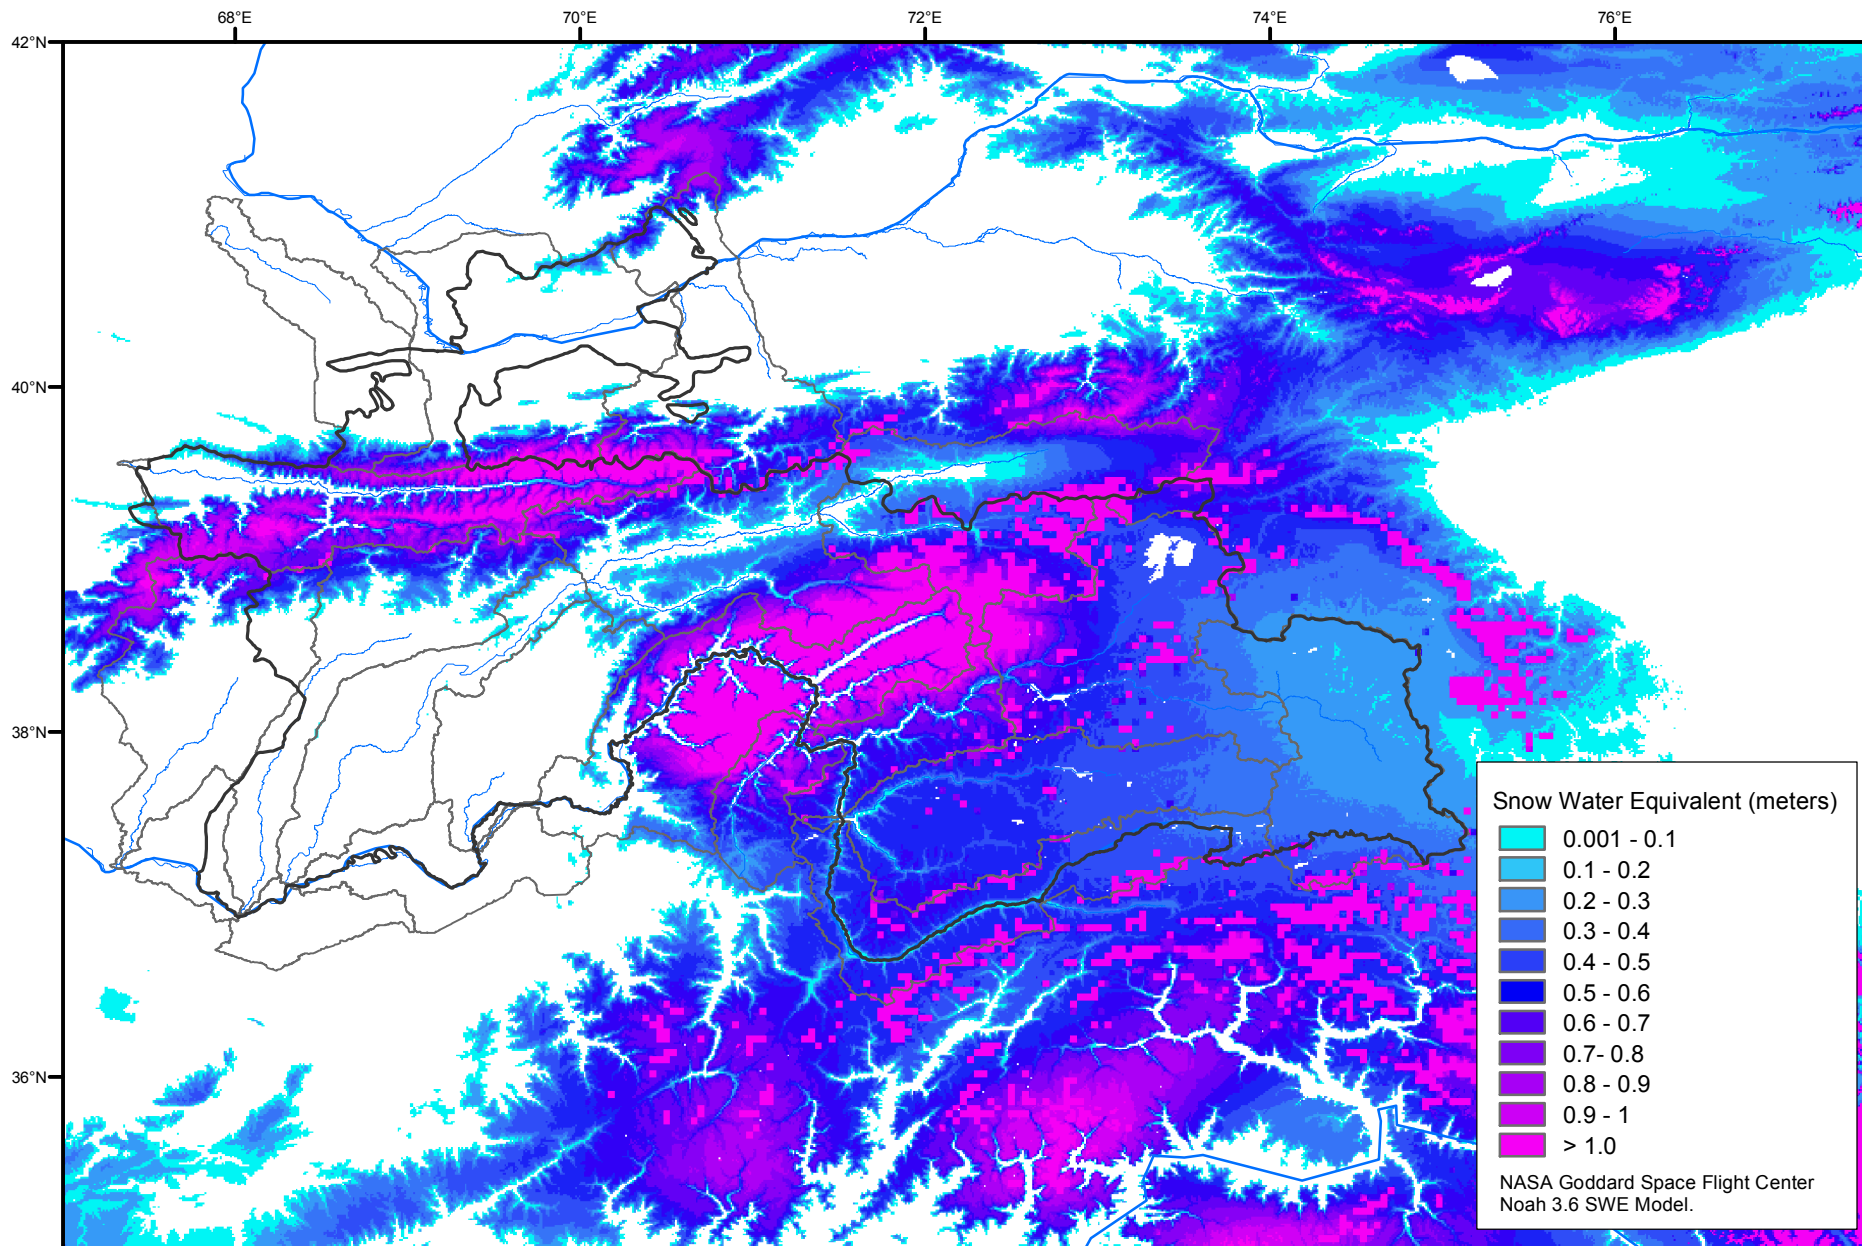 68°E 70°E 72°E 74°E 76°E
42°N
40°N
38°N
36°N
Snow Water Equivalent (meters)
0.001 - 0.1
0.1 - 0.2
0.2 - 0.3
0.3 - 0.4
0.4 - 0.5
0.5 - 0.6
0.6 - 0.7
0.7- 0.8
0.8 - 0.9
0.9 - 1
> 1.0
NASA Goddard Space Flight Center
Noah 3.6 SWE Model.